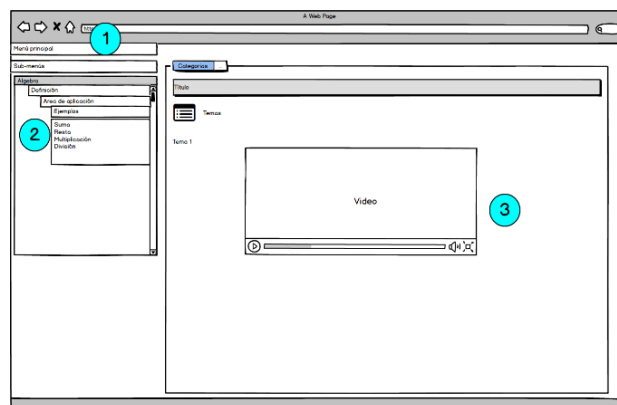 A Web Page
1
Menú principal
Sub-menús
Algebra
Definición
Area de aplicación
Ejemplos
Suma
Resta
Multiplicación
División
2
Categorias
Título
Temas
Tema 1
Video
3